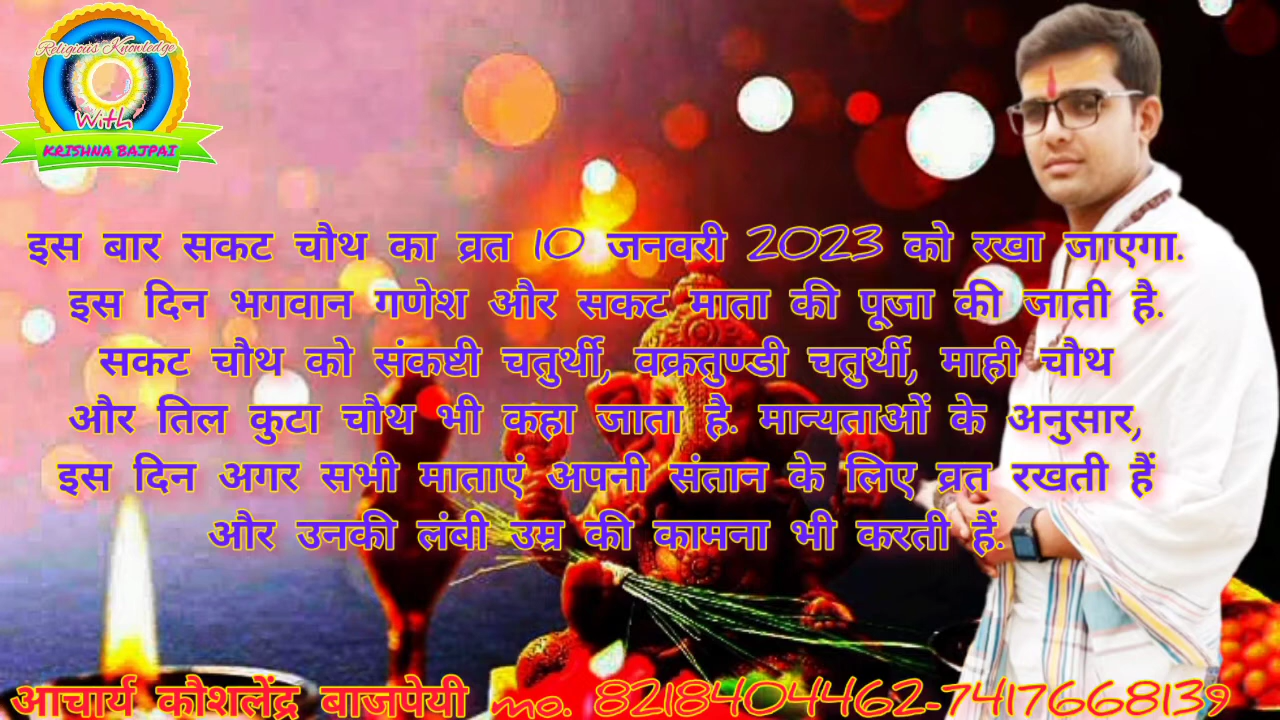 Religious Knowledge
With
KRISHNA BAJPAI
इस बार सकट चौथ का व्रत 10 जनवरी 2023 को रखा जाएगा.
इस दिन भगवान गणेश और सकट माता की पूजा की जाती है.
सकट चौथ को संकष्टी चतुर्थी, वक्रतुण्डी चतुर्थी, माही चौथ
और तिल कुटा चौथ भी कहा जाता है. मान्यताओं के अनुसार,
इस दिन अगर सभी माताएं अपनी संतान के लिए व्रत रखती हैं
और उनकी लंबी उम्र की कामना भी करती हैं.
आचार्य कौशलेंद्र बाजपेयी mo. 8218404462-7417668139